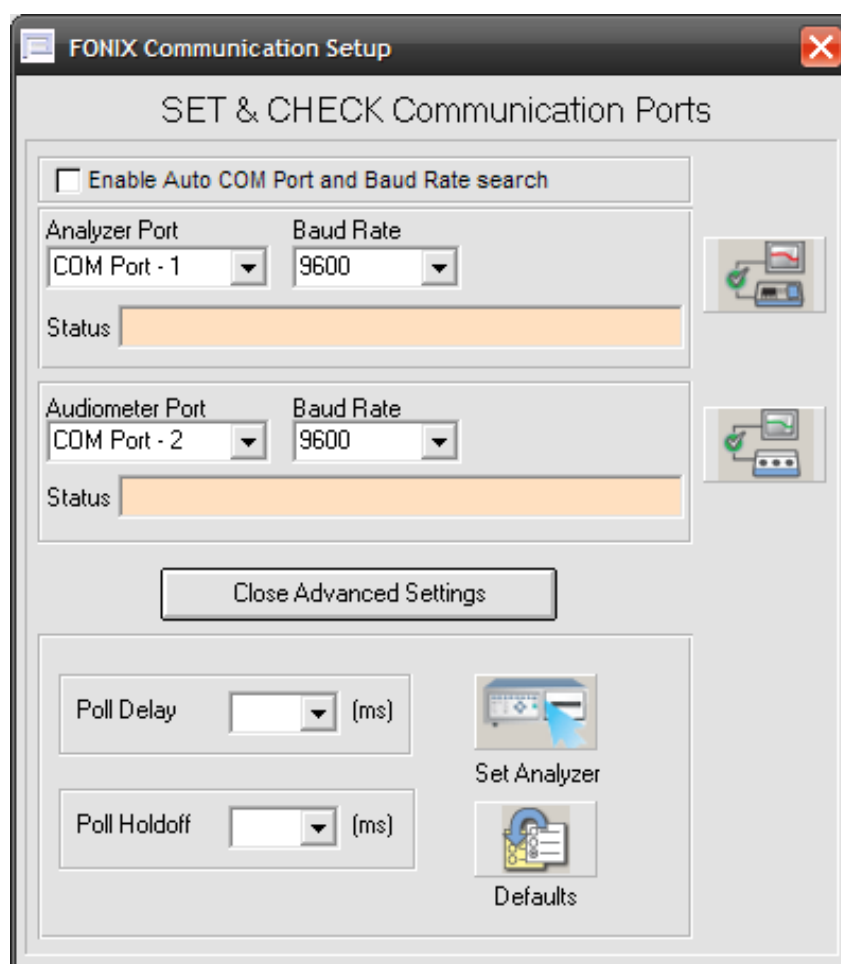 FONIX Communication Setup
SET & CHECK Communication Ports
Enable Auto COM Port and Baud Rate search
Analyzer Port Baud Rate
COM Port - 1 9600
Status
Audiometer Port Baud Rate
COM Port - 2 9600
Status
Close Advanced Settings
Poll Delay (ms)
Set Analyzer
Poll Holdoff (ms)
Defaults